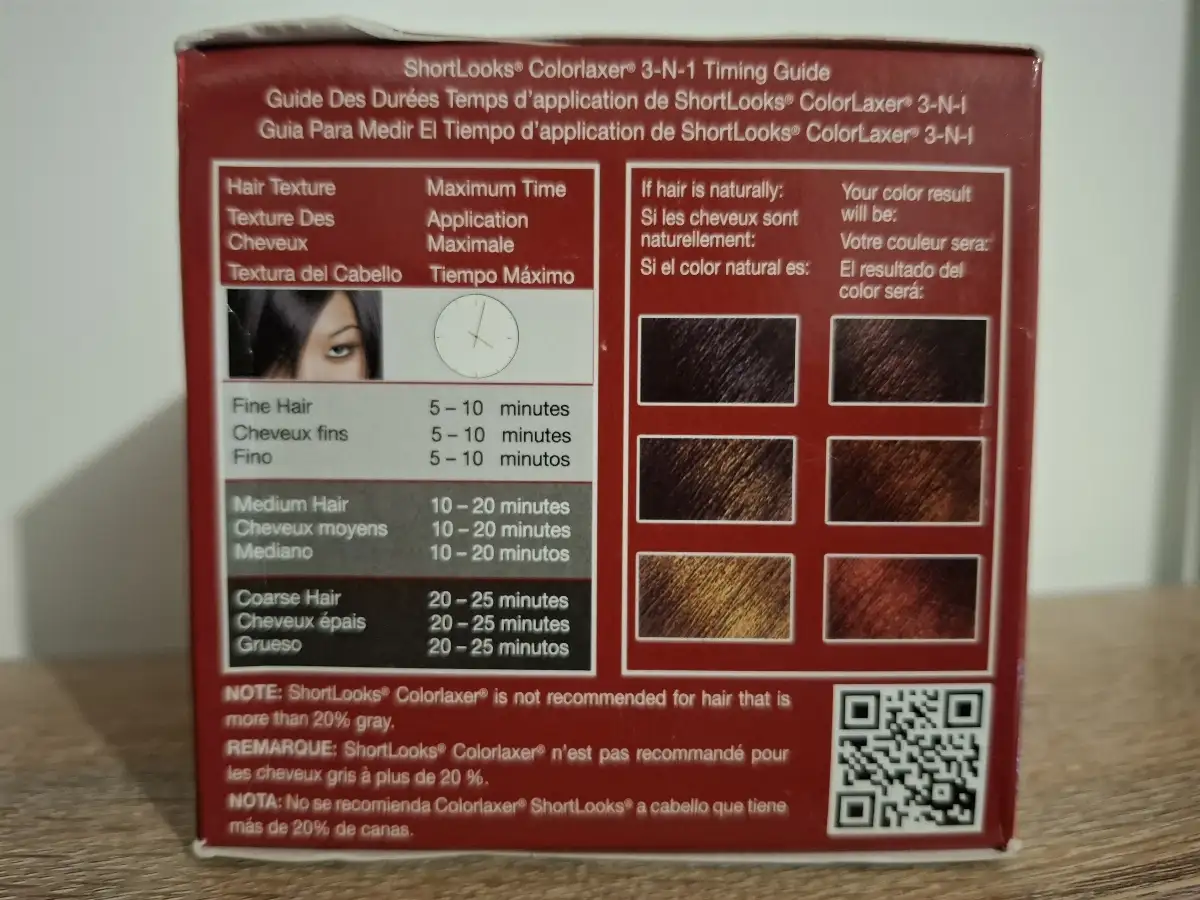 ShortLooks® Colorlaxer® 3-N-1 Timing Guide
Guide Des Durées Temps d'application de ShortLooks® ColorLaxer® 3-N-I
Guia Para Medir El Tiempo d'application de ShortLooks® ColorLaxer® 3-N-I
Hair Texture
Texture Des
Cheveux
Textura del Cabello
Maximum Time
Application
Maximale
Tiempo Máximo
Fine Hair 5 – 10 minutes
Cheveux fins 5 – 10 minutes
Fino 5 – 10 minutos
Medium Hair 10 – 20 minutes
Cheveux moyens 10 – 20 minutes
Mediano 10 – 20 minutos
Coarse Hair 20 – 25 minutes
Cheveux épais 20 – 25 minutes
Grueso 20 – 25 minutos
If hair is naturally:
Si les cheveux sont
naturellement:
Si el color natural es:
Your color result
will be:
Votre couleur sera:
El resultado del
color será:
NOTE: ShortLooks® Colorlaxer® is not recommended for hair that is
more than 20% gray.
REMARQUE: ShortLooks® Colorlaxer® n'est pas recommandé pour
les cheveux gris à plus de 20 %.
NOTA: No se recomienda Colorlaxer® ShortLooks® a cabello que tiene
más de 20% de canas.